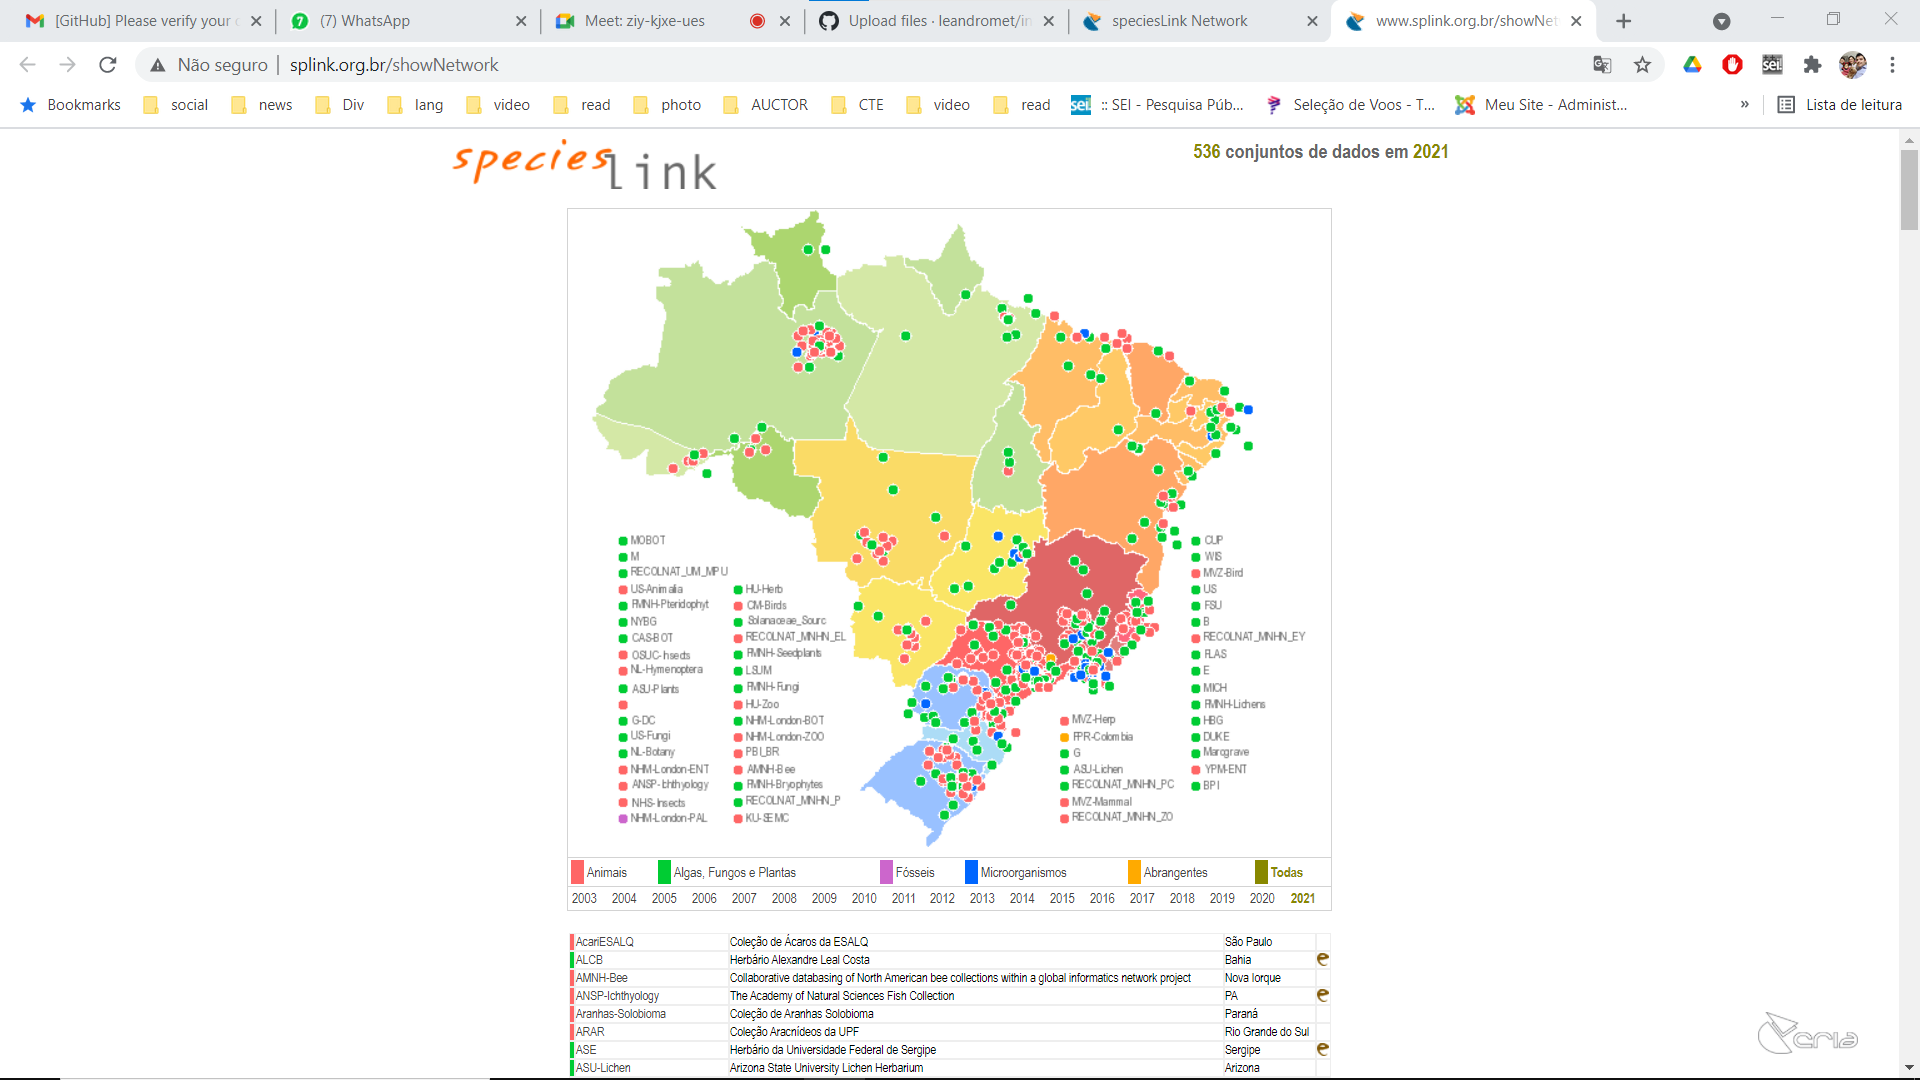 [GitHub] Please verify your
(7) WhatsApp
Meet: ziy-kjxe-ues
Upload files · leandromet/in
speciesLink Network
www.splink.org.br/showNet
Não seguro | splink.org.br/showNetwork
Bookmarks social news Div lang video read photo AUCTOR CTE video read :: SEI - Pesquisa Púb... Seleção de Voos - T... Meu Site - Administ... » Lista de leitura
species link
536 conjuntos de dados em 2021
MOBOT
M
RECOLNAT_UM_MPU
US-Animalia
FMNH-Pteridophyt
NYBG
CAS-BOT
OSUC-Insects
NL-Hymenoptera
ASU-Plants
G-DC
US-Fungi
NL-Botany
NHM-London-ENT
ANSP-Ichthyology
NHS-Insects
NHM-London-PAL
HU-Herb
CM-Birds
Solanaceae_Sourc
RECOLNAT_MNHN_EL
FMNH-Seedplants
LSUM
FMNH-Fungi
HU-Zoo
NHM-London-BOT
NHM-London-ZOO
PBI_BR
AMNH-Bee
FMNH-Bryophytes
RECOLNAT_MNHN_P
KU-SEMC
MVZ-Herp
FPR-Colombia
G
ASU-Lichen
RECOLNAT_MNHN_PC
MVZ-Mammal
RECOLNAT_MNHN_ZO
CUP
WIS
MVZ-Bird
US
FSU
B
RECOLNAT_MNHN_EY
FLAS
E
MICH
FMNH-Lichens
HBG
DUKE
Marcgrave
YPM-ENT
BPI
Animais Algas, Fungos e Plantas Fósseis Microorganismos Abrangentes Todas
2003 2004 2005 2006 2007 2008 2009 2010 2011 2012 2013 2014 2015 2016 2017 2018 2019 2020 2021
AcariESALQ Coleção de Ácaros da ESALQ São Paulo
ALCB Herbário Alexandre Leal Costa Bahia
AMNH-Bee Collaborative databasing of North American bee collections within a global informatics network project Nova Iorque
ANSP-Ichthyology The Academy of Natural Sciences Fish Collection PA
Aranhas-Solobioma Coleção de Aranhas Solobioma Paraná
ARAR Coleção Aracnídeos da UPF Rio Grande do Sul
ASE Herbário da Universidade Federal de Sergipe Sergipe
ASU-Lichen Arizona State University Lichen Herbarium Arizona
cria